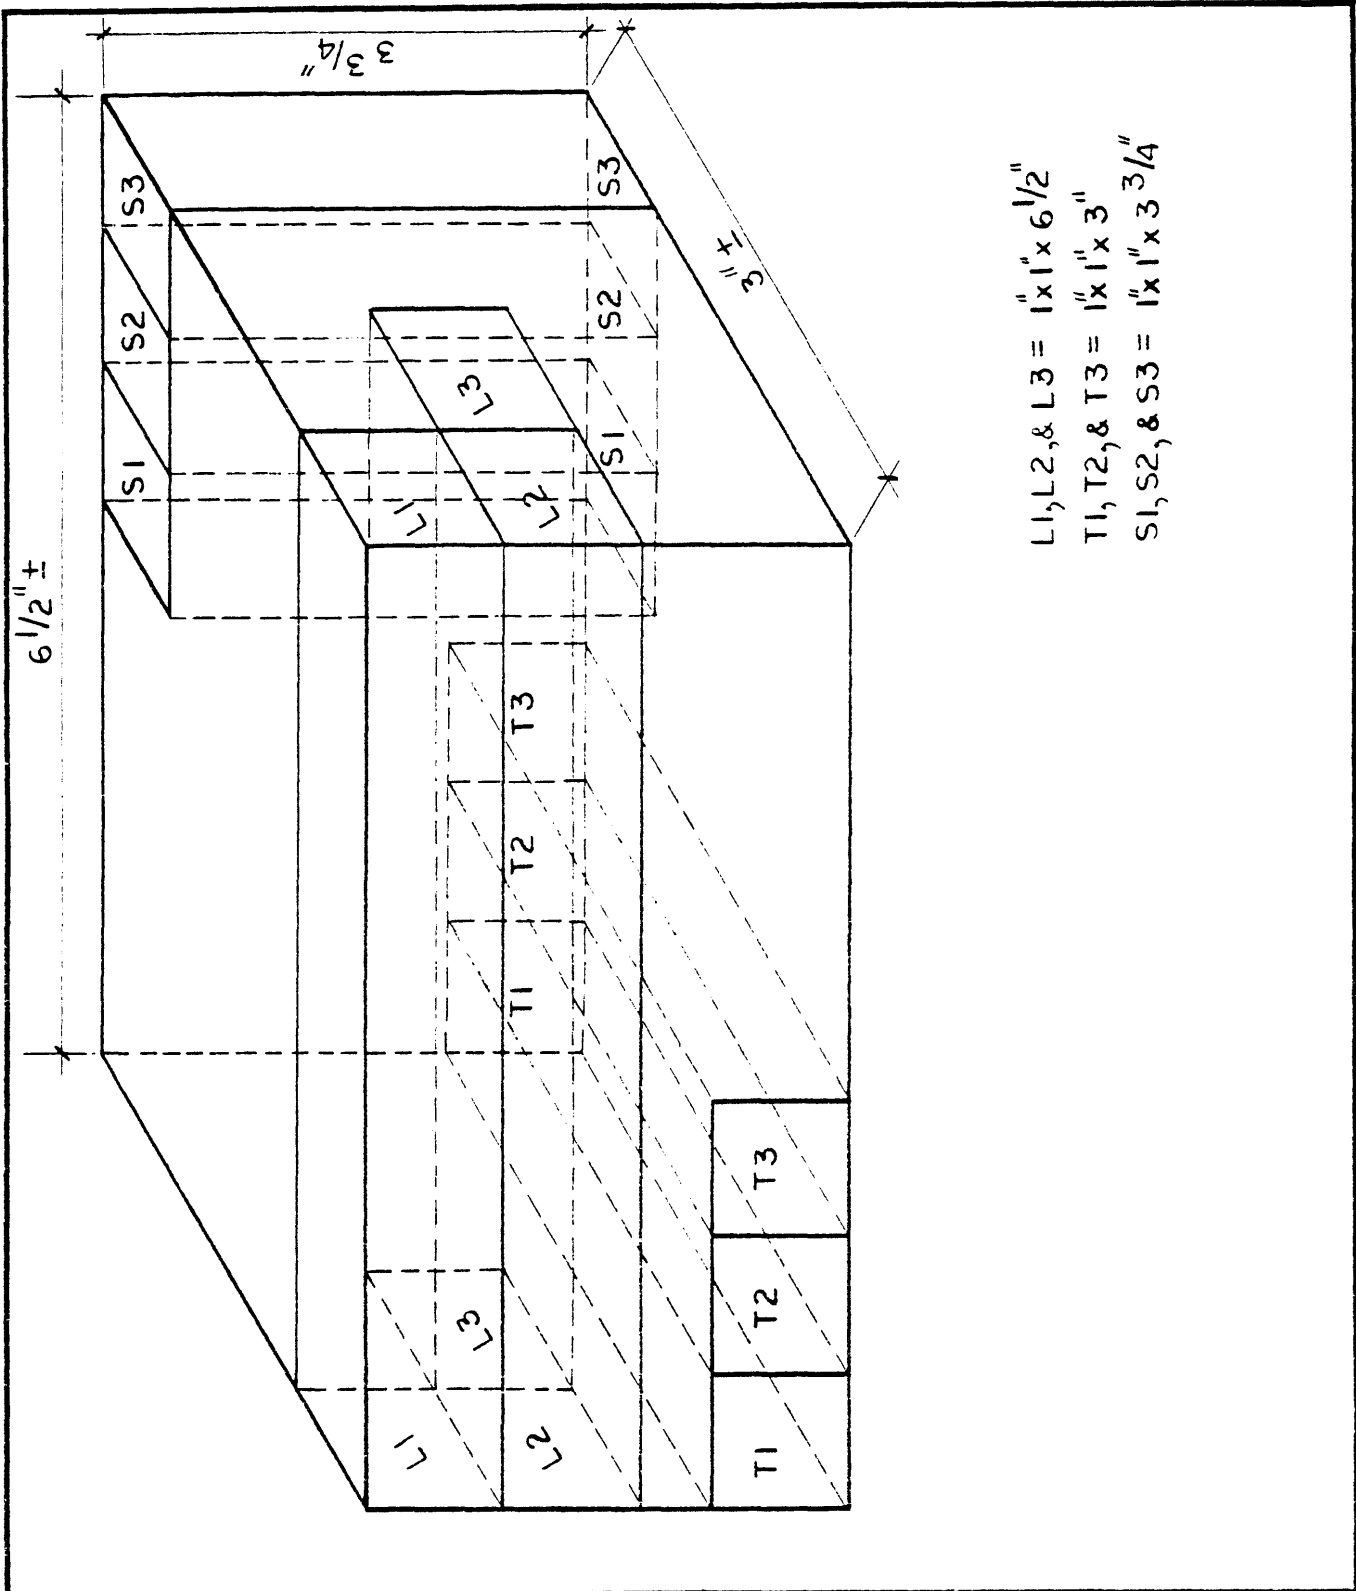 6 1/2" ±
3 3/4"
S3
S3
3" ±
S2
S2
L3
S1
S1
L1
L2
T3
T2
T1
L3
L1
L2
T3
T2
T1
L1, L2, & L3 = 1" x 1" x 6 1/2"
T1, T2, & T3 = 1" x 1" x 3"
S1, S2, & S3 = 1" x 1" x 3 3/4"